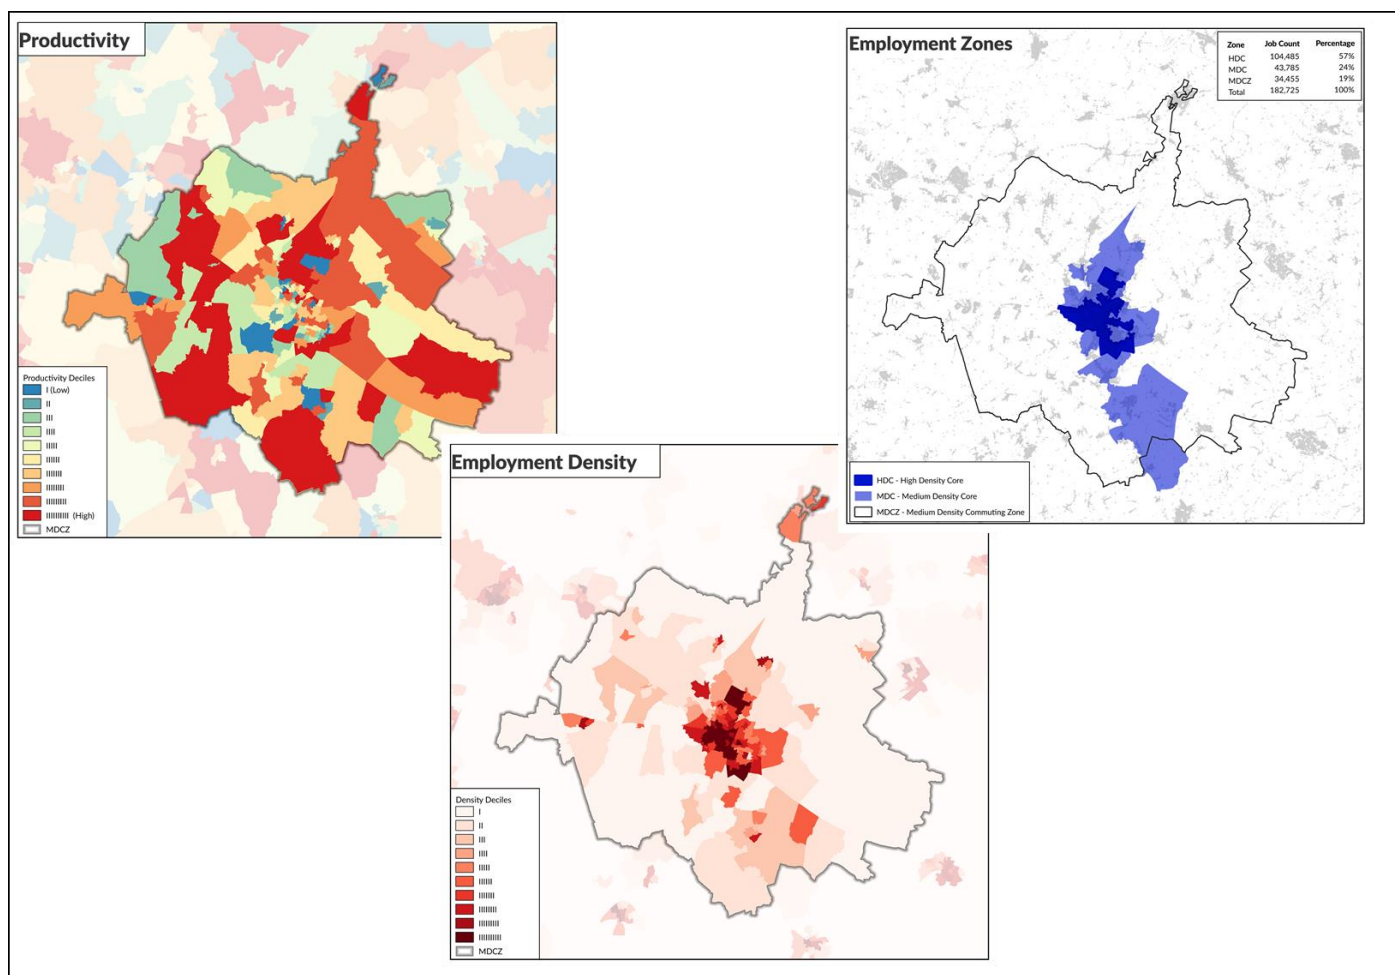 Productivity
Productivity Deciles
I (Low)
II
III
IIII
IIIII
IIIIII
IIIIIII
IIIIIIII
IIIIIIIII
IIIIIIIIII (High)
MDCZ
Employment Zones
Zone Job Count Percentage
HDC 104,485 57%
MDC 43,785 24%
MDCZ 34,455 19%
Total 182,725 100%
HDC - High Density Core
MDC - Medium Density Core
MDCZ - Medium Density Commuting Zone
Employment Density
Density Deciles
I
II
III
IIII
IIIII
IIIIII
IIIIIII
IIIIIIII
IIIIIIIII
IIIIIIIIII
MDCZ